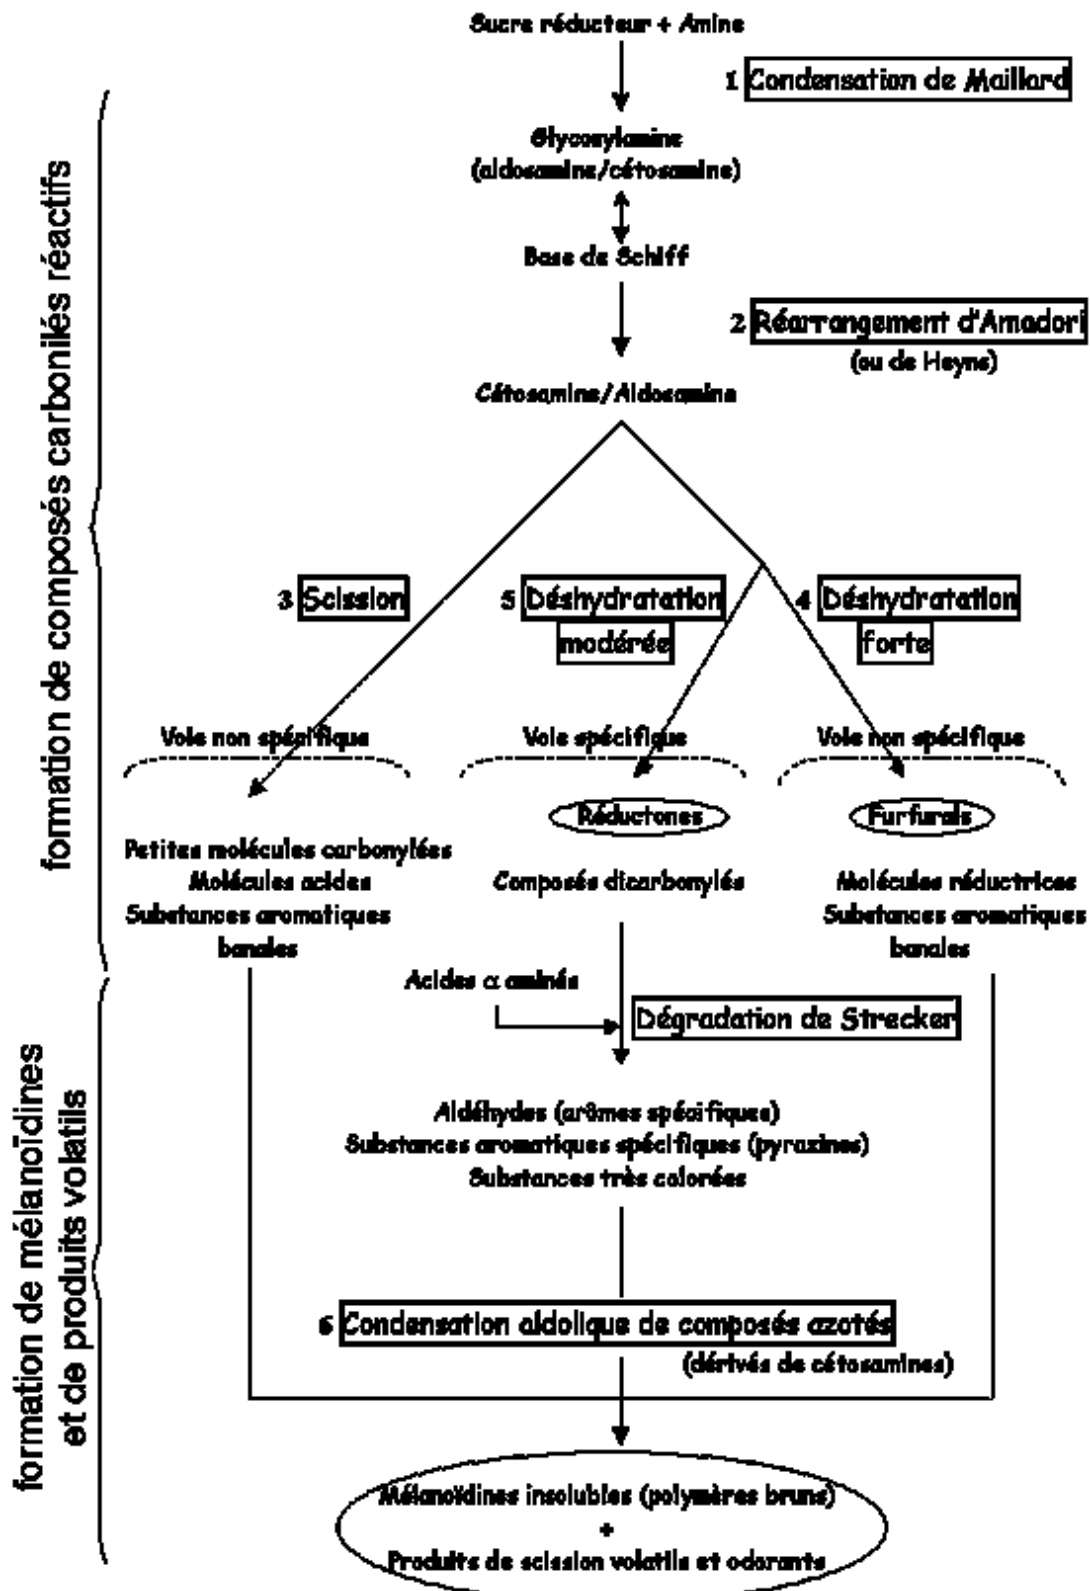 Sucre réducteur + Amine
1 Condensation de Maillard
Glycosylamine
(aldosamine/cétosamine)
Base de Schiff
2 Réarrangement d'Amadori
(ou de Heyns)
Cétosamine/Aldosamine
formation de composés carbonilés réactifs
3 Scission
5 Déshydratation
modérée
4 Déshydratation
forte
Voie non spécifique
Voie spécifique
Voie non spécifique
Réductones
Furfurals
Petites molécules carbonylées
Molécules acides
Substances aromatiques
banales
Composés dicarbonylés
Molécules réductrices
Substances aromatiques
banales
Acides α aminés
Dégradation de Strecker
formation de mélanoïdines
et de produits volatils
Aldéhydes (arômes spécifiques)
Substances aromatiques spécifiques (pyrazines)
Substances très colorées
6 Condensation aldolique de composés azotés
(dérivés de cétosamines)
Mélanoïdines insolubles (polymères bruns)
+
Produits de scission volatils et odorants